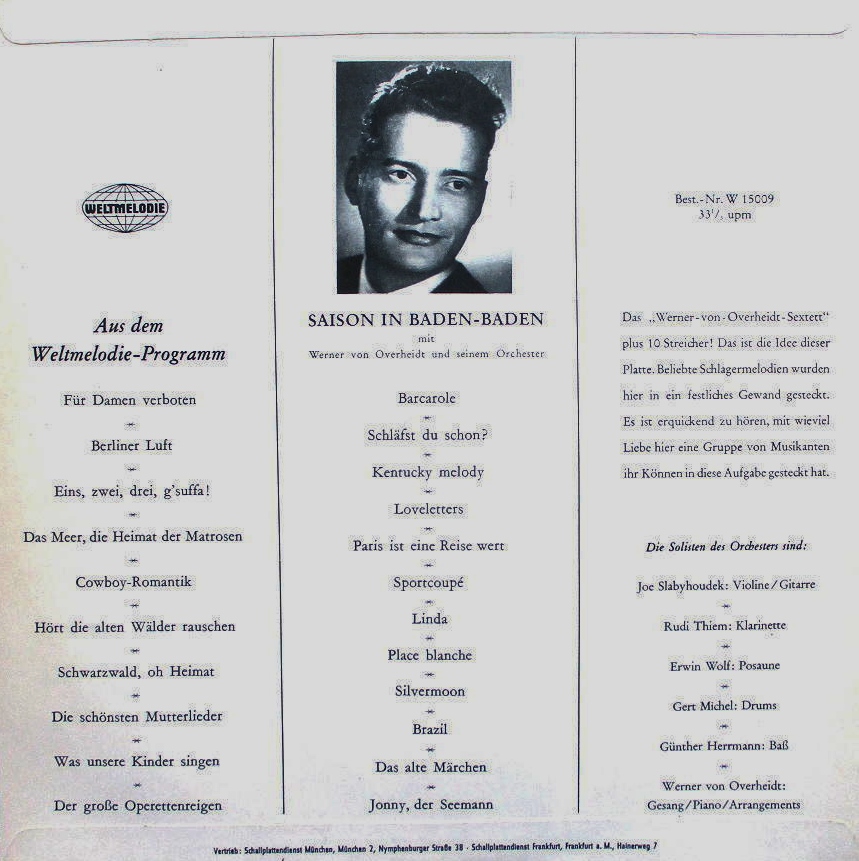 WELTMELODIE
Aus dem
Weltmelodie-Programm
Für Damen verboten
Berliner Luft
Eins, zwei, drei, g'suffa!
Das Meer, die Heimat der Matrosen
Cowboy-Romantik
Hört die alten Wälder rauschen
Schwarzwald, oh Heimat
Die schönsten Mutterlieder
Was unsere Kinder singen
Der große Operettenreigen
SAISON IN BADEN-BADEN
mit
Werner von Overheidt und seinem Orchester
Barcarole
Schläfst du schon?
Kentucky melody
Loveletters
Paris ist eine Reise wert
Sportcoupé
Linda
Place blanche
Silvermoon
Brazil
Das alte Märchen
Jonny, der Seemann
Best.-Nr. W 15009
33¹/, upm
Das „Werner-von-Overheidt-Sextett"
plus 10 Streicher! Das ist die Idee dieser
Platte. Beliebte Schlagermelodien wurden
hier in ein festliches Gewand gesteckt.
Es ist erquickend zu hören, mit wieviel
Liebe hier eine Gruppe von Musikanten
ihr Können in diese Aufgabe gesteckt hat.
Die Solisten des Orchesters sind:
Joe Slabyhoudek: Violine/Gitarre
Rudi Thiem: Klarinette
Erwin Wolf: Posaune
Gert Michel: Drums
Günther Herrmann: Baß
Werner von Overheidt:
Gesang/Piano/Arrangements
Vertrieb: Schallplattendienst München, München 2, Nymphenburger Straße 38 - Schallplattendienst Frankfurt, Frankfurt a. M., Hainerweg 7